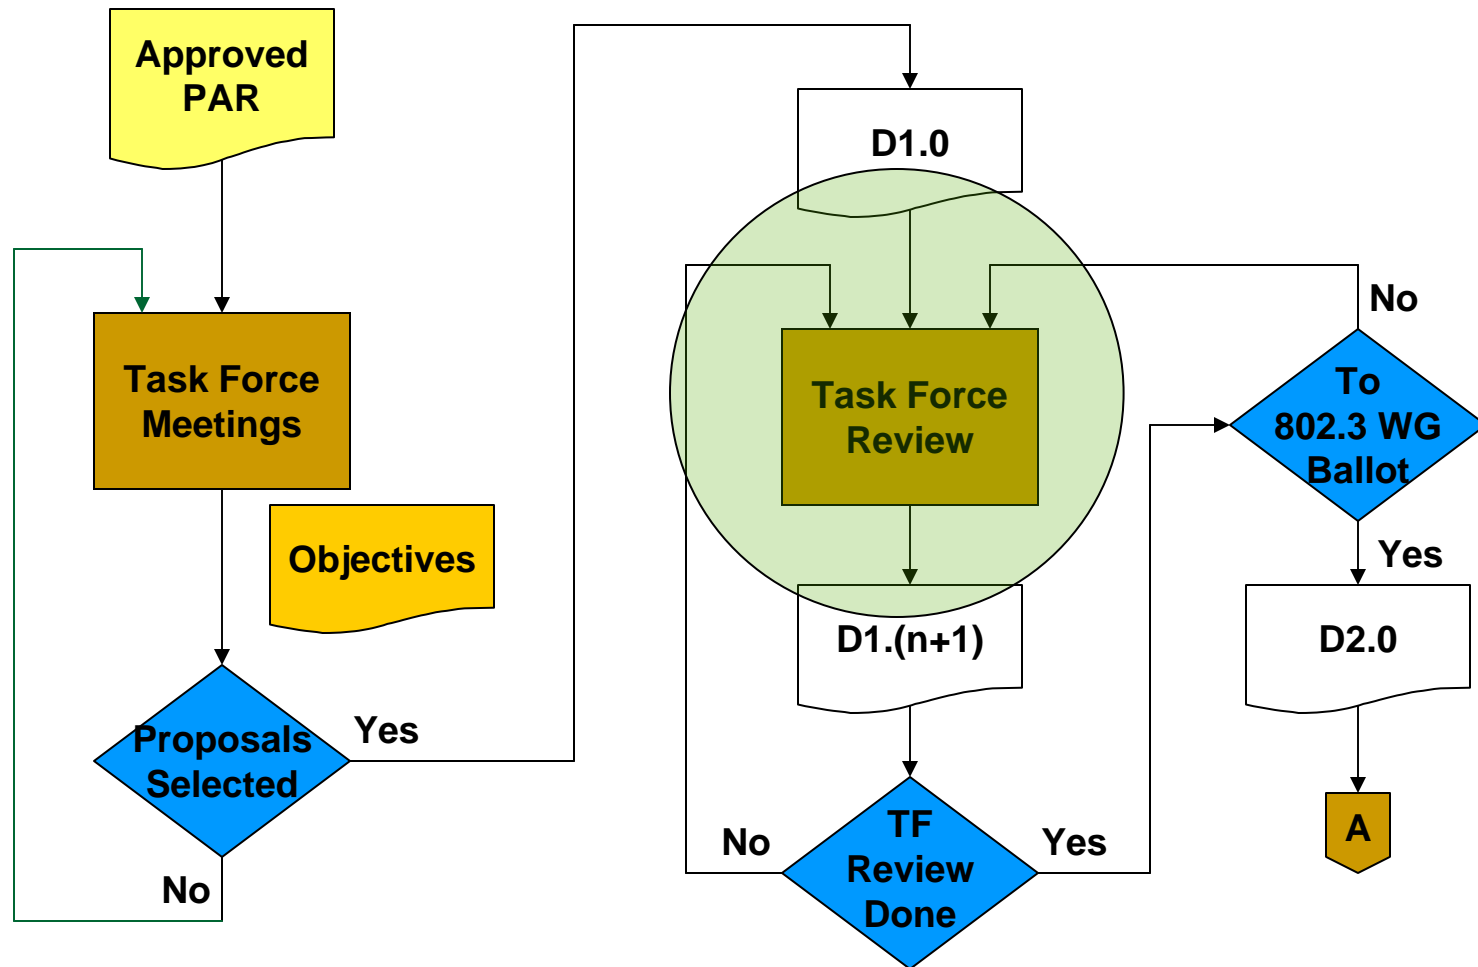 Approved
PAR
Task Force
Meetings
Objectives
Proposals
Selected
Yes
No
D1.0
Task Force
Review
D1.(n+1)
TF
Review
Done
No
Yes
To
802.3 WG
Ballot
No
Yes
D2.0
A